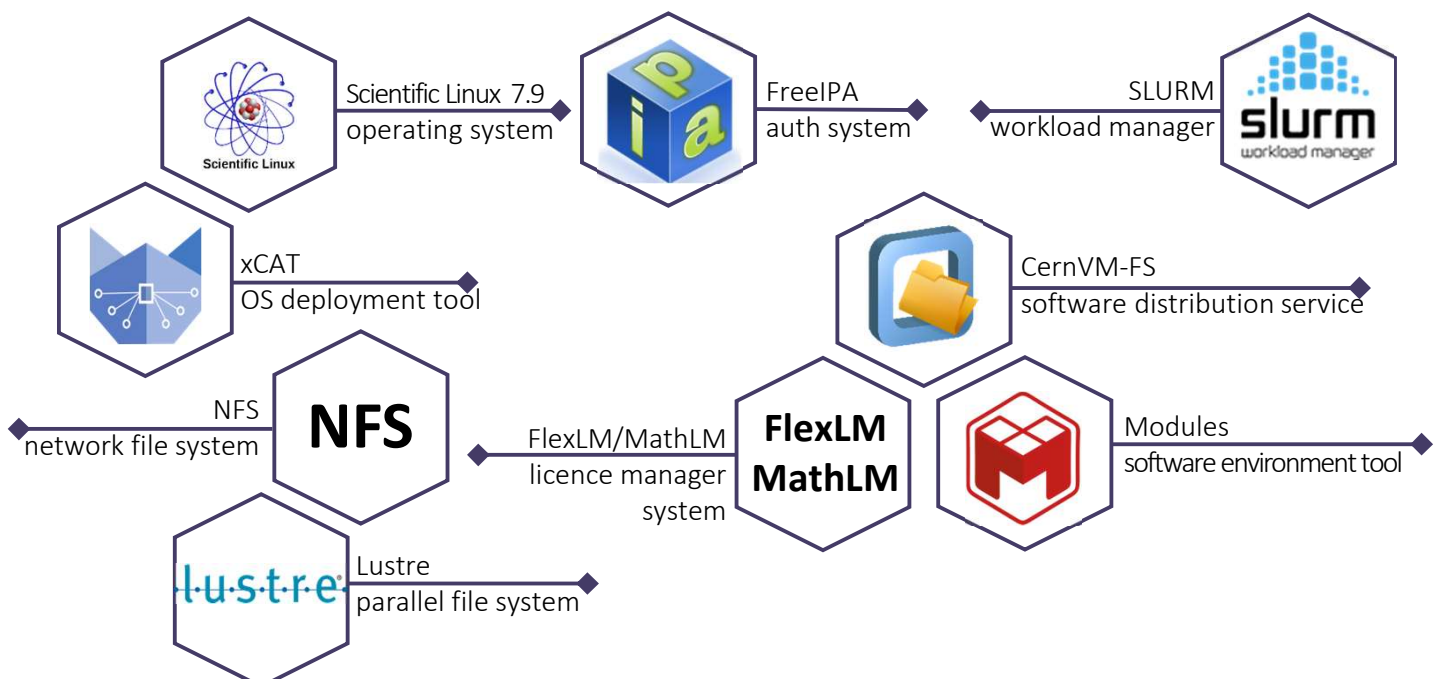 Scientific Linux 7.9
operating system
Scientific Linux
FreeIPA
auth system
p
i
a
SLURM
workload manager
slurm
workload manager
xCAT
OS deployment tool
CernVM-FS
software distribution service
NFS
network file system
NFS
FlexLM/MathLM
licence manager
system
FlexLM
MathLM
Modules
software environment tool
M
Lustre
parallel file system
l·u·s·t·r·e®